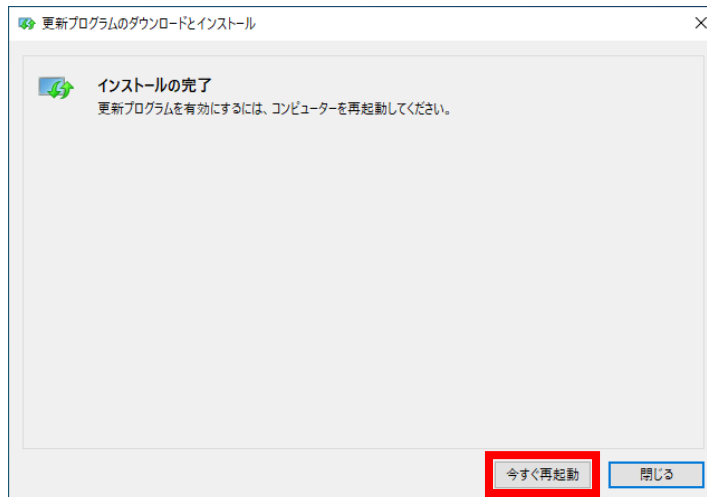 更新プログラムのダウンロードとインストール
インストールの完了
更新プログラムを有効にするには、コンピューターを再起動してください。
今すぐ再起動
閉じる